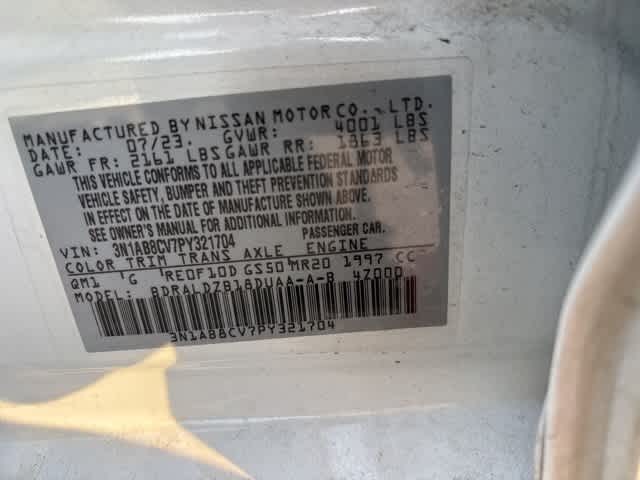 MANUFACTURED BY NISSAN MOTOR CO., LTD.
DATE: 07/23. GVWR: 4001 LBS
GAWR FR: 2161 LBS GAWR RR: 1863 LBS
THIS VEHICLE CONFORMS TO ALL APPLICABLE FEDERAL MOTOR
VEHICLE SAFETY, BUMPER AND THEFT PREVENTION STANDARDS
IN EFFECT ON THE DATE OF MANUFACTURE SHOWN ABOVE.
SEE OWNER'S MANUAL FOR ADDITIONAL INFORMATION.
VIN: 3N1AB8CV7PY321704 PASSENGER CAR.
COLOR TRIM TRANS AXLE ENGINE
QM1 G RE0F10D GS50 MR20 1997 CC
MODEL: BDRALDZB18DUAA-A-B 4Z000
3N1AB8CV7PY321704